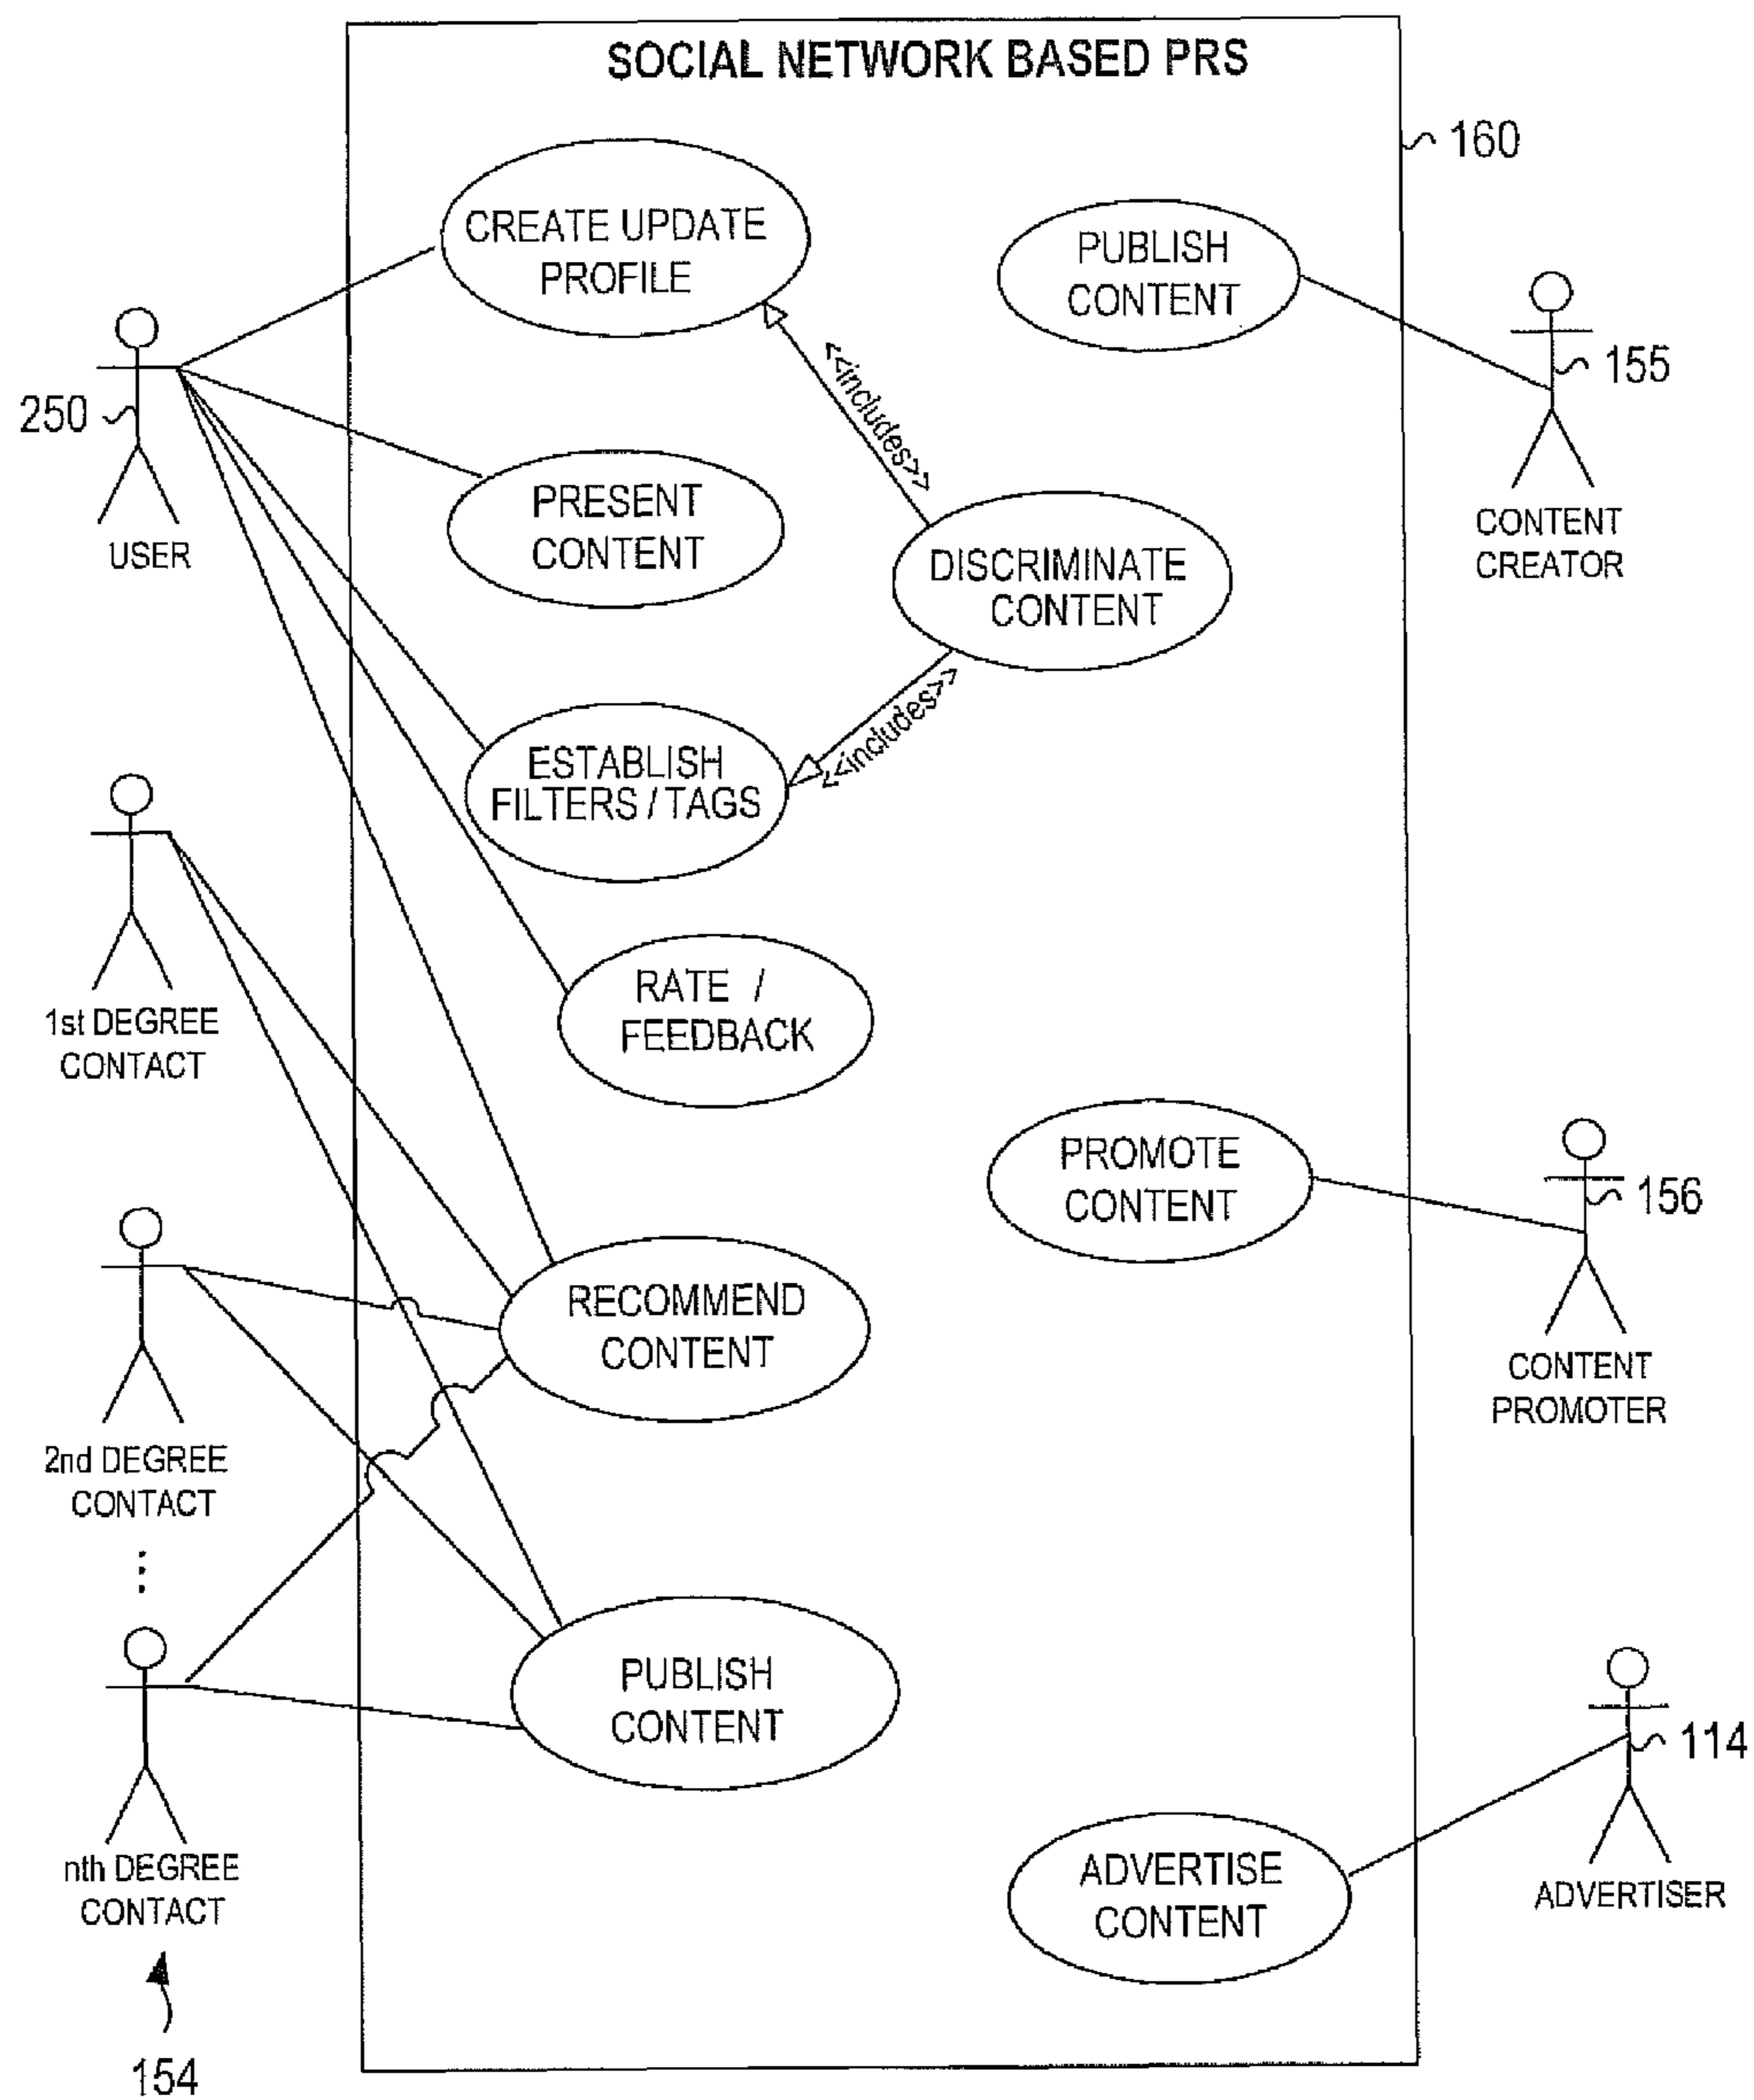 SOCIAL NETWORK BASED PRS
160
CREATE UPDATE
PROFILE
PUBLISH
CONTENT
<<includes>>
155
250
USER
PRESENT
CONTENT
CONTENT
CREATOR
DISCRIMINATE
CONTENT
<<includes>>
ESTABLISH
FILTERS / TAGS
RATE /
FEEDBACK
1st DEGREE
CONTACT
PROMOTE
CONTENT
156
RECOMMEND
CONTENT
CONTENT
PROMOTER
2nd DEGREE
CONTACT
PUBLISH
CONTENT
114
nth DEGREE
CONTACT
ADVERTISE
CONTENT
ADVERTISER
154